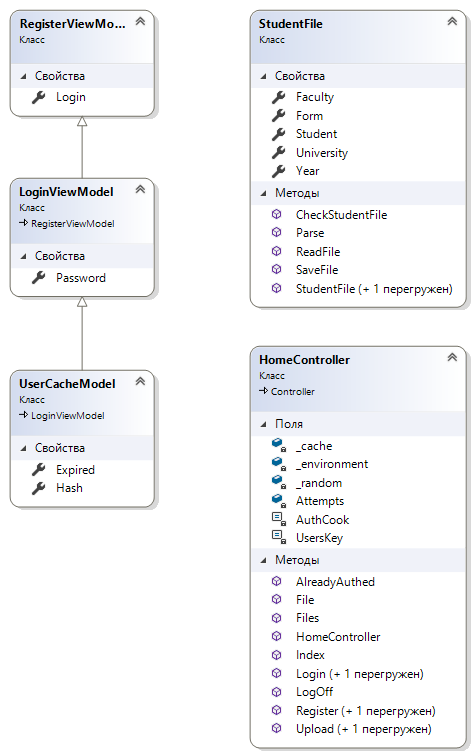 RegisterViewMo...
Класс
Свойства
Login
LoginViewModel
Класс
RegisterViewModel
Свойства
Password
UserCacheModel
Класс
LoginViewModel
Свойства
Expired
Hash
StudentFile
Класс
Свойства
Faculty
Form
Student
University
Year
Методы
CheckStudentFile
Parse
ReadFile
SaveFile
StudentFile (+ 1 перегружен)
HomeController
Класс
Controller
Поля
_cache
_environment
_random
Attempts
AuthCook
UsersKey
Методы
AlreadyAuthed
File
Files
HomeController
Index
Login (+ 1 перегружен)
LogOff
Register (+ 1 перегружен)
Upload (+ 1 перегружен)